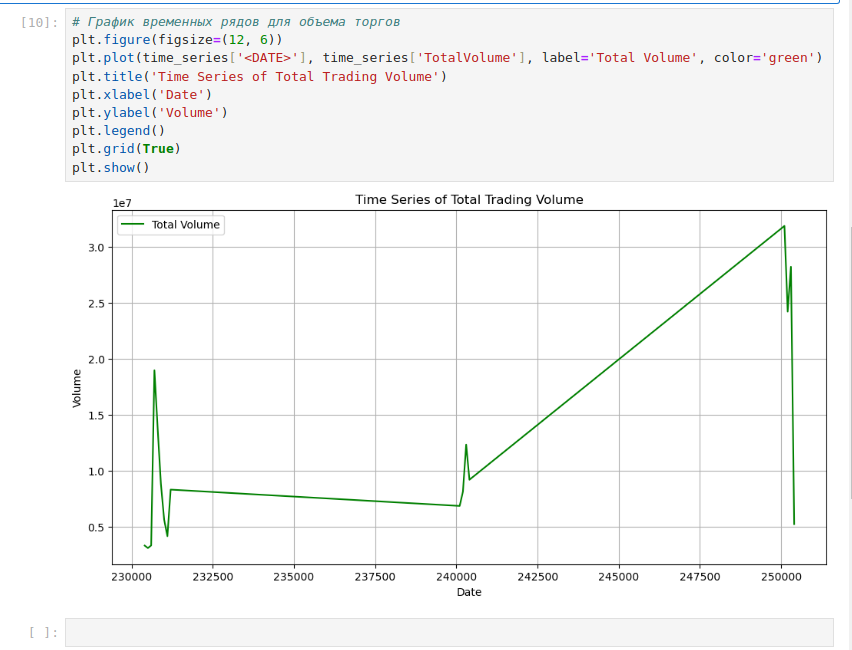 [10]: # График временных рядов для объема торгов
plt.figure(figsize=(12, 6))
plt.plot(time_series['<DATE>'], time_series['TotalVolume'], label='Total Volume', color='green')
plt.title('Time Series of Total Trading Volume')
plt.xlabel('Date')
plt.ylabel('Volume')
plt.legend()
plt.grid(True)
plt.show()
Time Series of Total Trading Volume
1e7
Total Volume
3.0
2.5
2.0
1.5
1.0
0.5
Volume
230000 232500 235000 237500 240000 242500 245000 247500 250000
Date
[ ]: